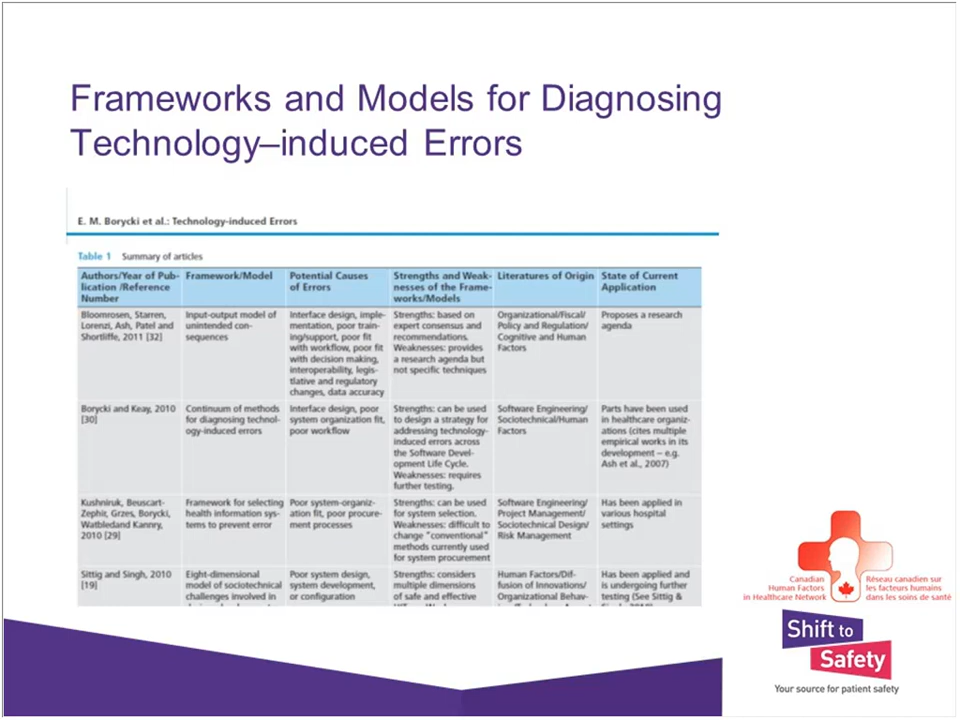 Frameworks and Models for Diagnosing
Technology–induced Errors
E. M. Borycki et al.: Technology-induced Errors
Table 1 Summary of articles
Authors/Year of Pub-
lication /Reference
Number
Framework/Model
Potential Causes
of Errors
Strengths and Weak-
nesses of the Frame-
works/Models
Literatures of Origin
State of Current
Application
Bloomrosen, Starren,
Lorenzi, Ash, Patel and
Shortliffe, 2011 [32]
Input-output model of
unintended con-
sequences
Interface design, imple-
mentation, poor train-
ing/support, poor fit
with workflow, poor fit
with decision making,
interoperability, legis-
tlative and regulatory
changes, data accuracy
Strengths: based on
expert consensus and
recommendations.
Weaknesses: provides
a research agenda but
not specific techniques
Organizational/Fiscal/
Policy and Regulation/
Cognitive and Human
Factors
Proposes a research
agenda
Borycki and Keay, 2010
[30]
Continuum of methods
for diagnosing technol-
ogy-induced errors
Interface design, poor
system organization fit,
poor workflow
Strengths: can be used
to design a strategy for
addressing technology-
induced errors across
the Software Devel-
opment Life Cycle.
Weaknesses: requires
further testing.
Software Engineering/
Sociotechnical/Human
Factors
Parts have been used
in healthcare organiz-
ations (cites multiple
empirical works in its
development – e.g.
Ash et al., 2007)
Kushniruk, Beuscart-
Zephir, Grzes, Borycki,
Watbledand Kannry,
2010 [29]
Framework for selecting
health information sys-
tems to prevent error
Poor system-organiz-
ation fit, poor procure-
ment processes
Strengths: can be used
for system selection.
Weaknesses: difficult to
change "conventional"
methods currently used
for system procurement
Software Engineering/
Project Management/
Sociotechnical Design/
Risk Management
Has been applied in
various hospital
settings
Sittig and Singh, 2010
[19]
Eight-dimensional
model of sociotechnical
challenges involved in
Poor system design,
system development,
or configuration
Strengths: considers
multiple dimensions
of safe and effective
Human Factors/Dif-
fusion of Innovations/
Organizational Behav-
Has been applied and
is undergoing further
testing (See Sittig &
Canadian
Human Factors
in Healthcare Network
Réseau canadien sur
les facteurs humains
dans les soins de santé
Shift to
Safety
Your source for patient safety